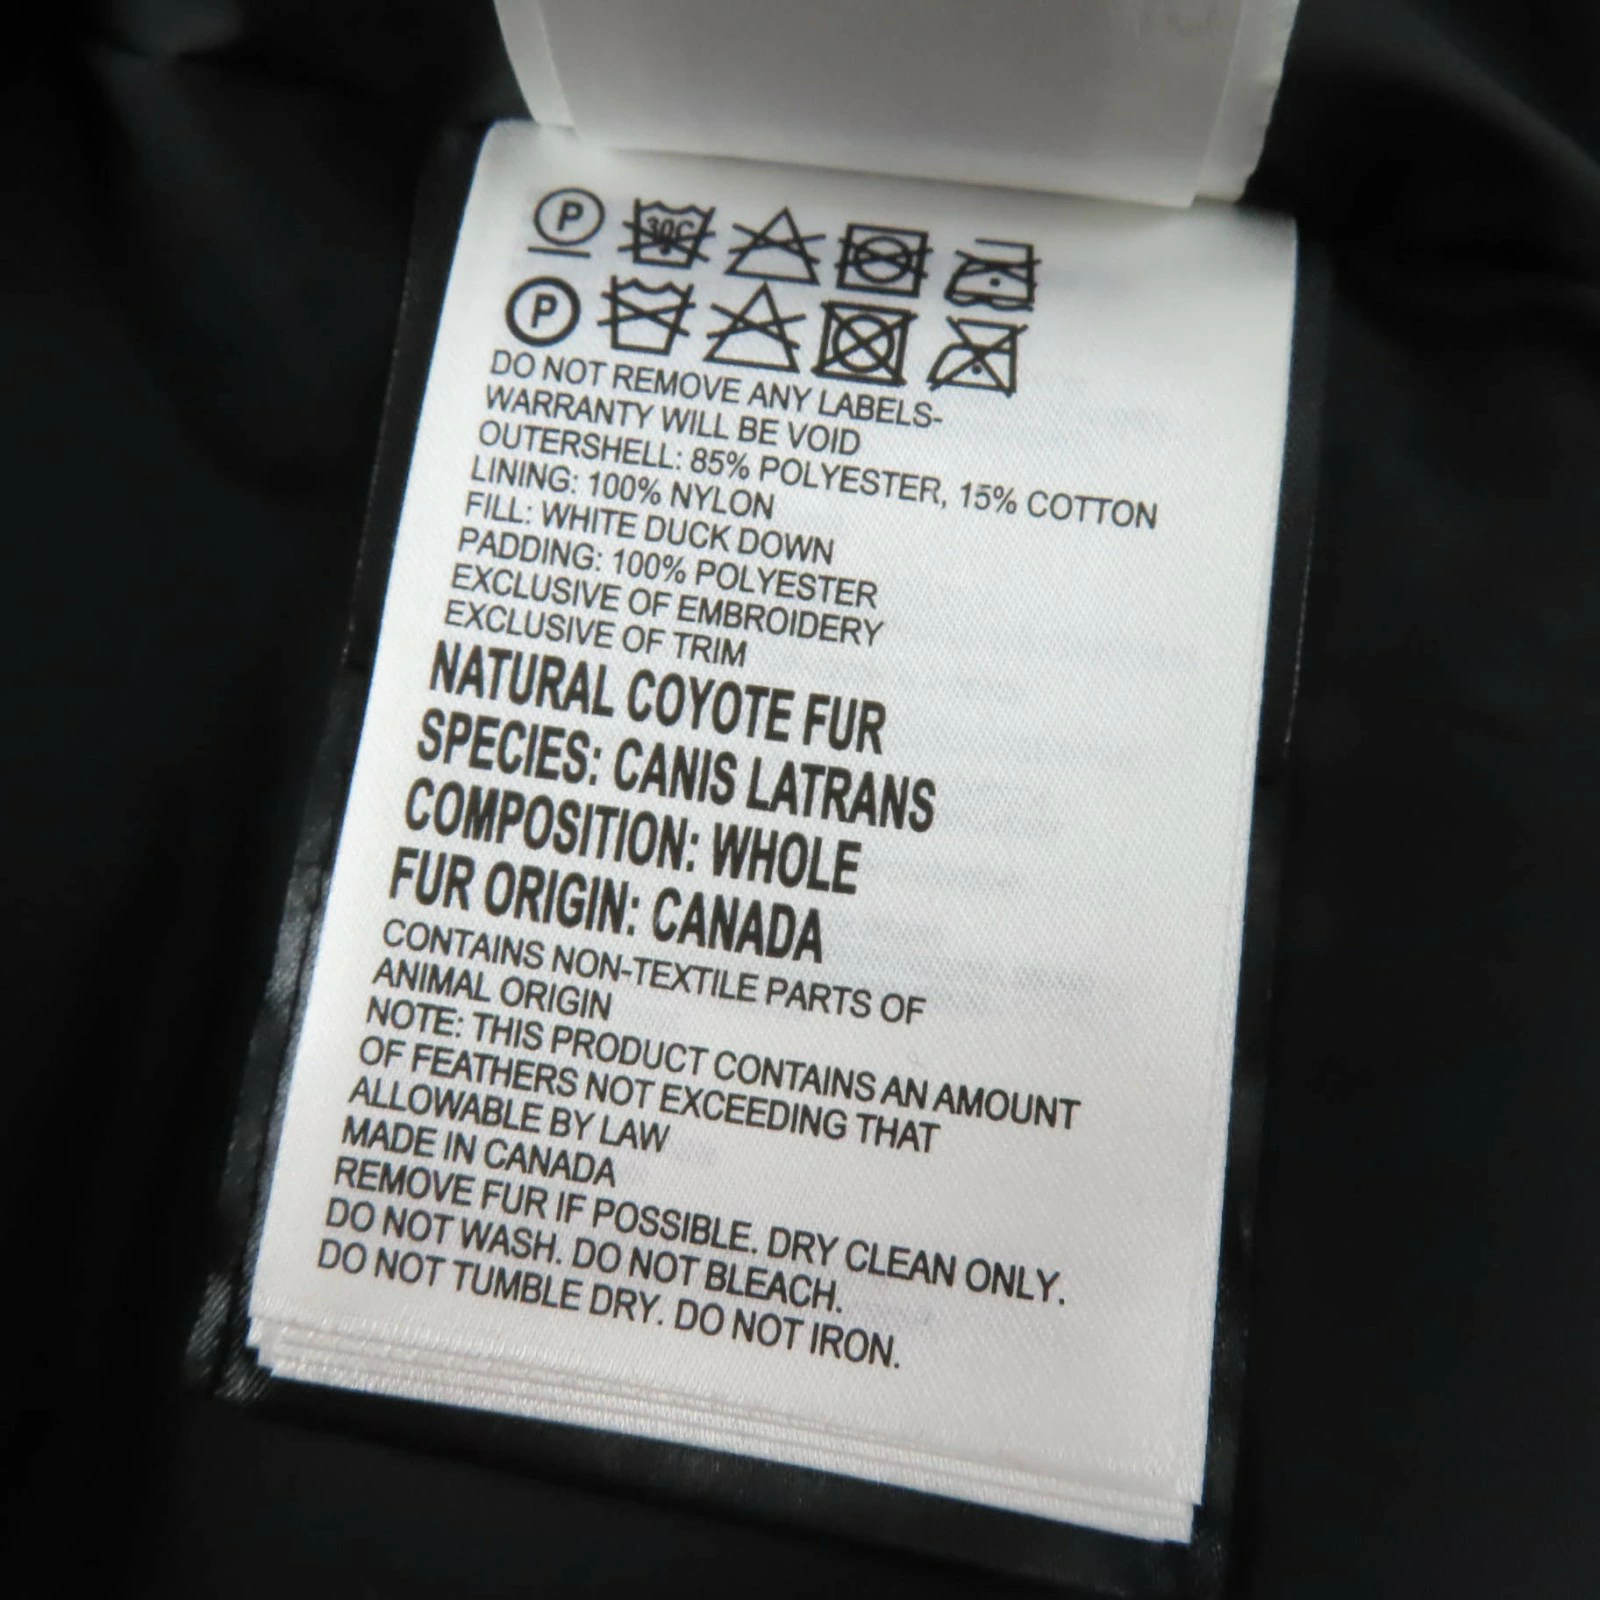 P 30C
P
DO NOT REMOVE ANY LABELS-
WARRANTY WILL BE VOID
OUTERSHELL: 85% POLYESTER, 15% COTTON
LINING: 100% NYLON
FILL: WHITE DUCK DOWN
PADDING: 100% POLYESTER
EXCLUSIVE OF EMBROIDERY
EXCLUSIVE OF TRIM
NATURAL COYOTE FUR
SPECIES: CANIS LATRANS
COMPOSITION: WHOLE
FUR ORIGIN: CANADA
CONTAINS NON-TEXTILE PARTS OF
ANIMAL ORIGIN
NOTE: THIS PRODUCT CONTAINS AN AMOUNT
OF FEATHERS NOT EXCEEDING THAT
ALLOWABLE BY LAW
MADE IN CANADA
REMOVE FUR IF POSSIBLE. DRY CLEAN ONLY.
DO NOT WASH. DO NOT BLEACH.
DO NOT TUMBLE DRY. DO NOT IRON.